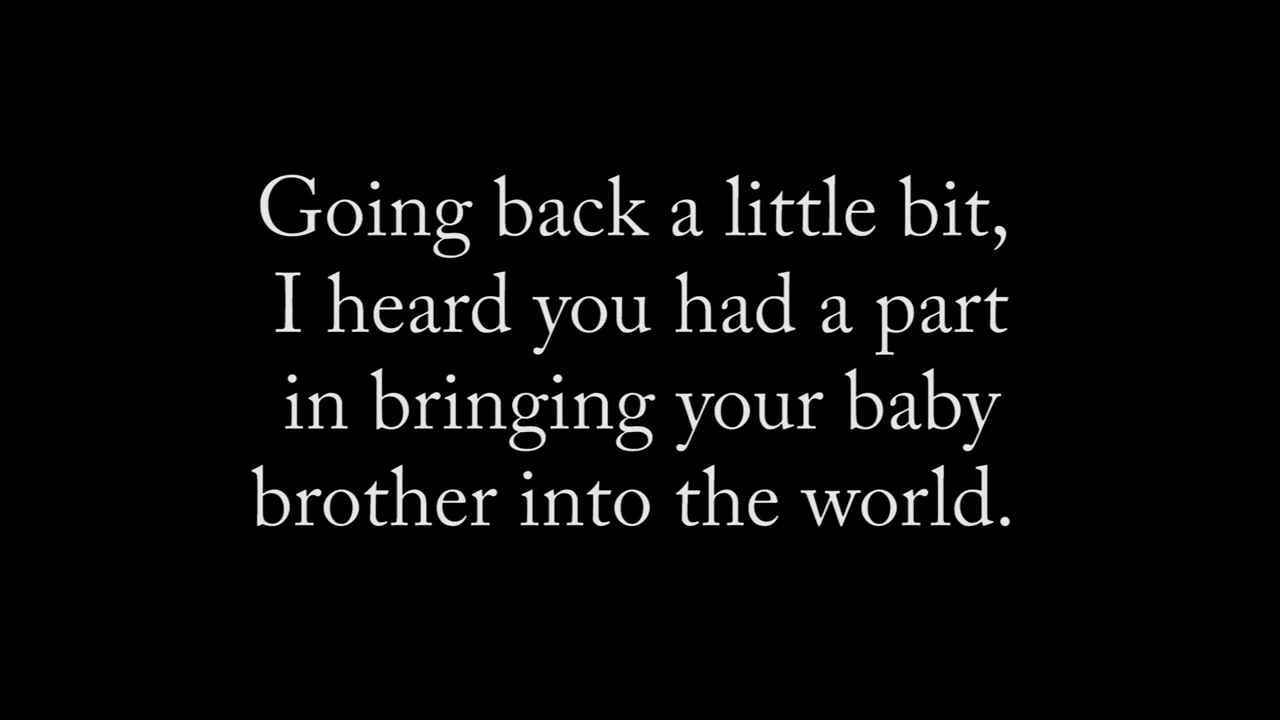 Going back a little bit,
I heard you had a part
in bringing your baby
brother into the world.